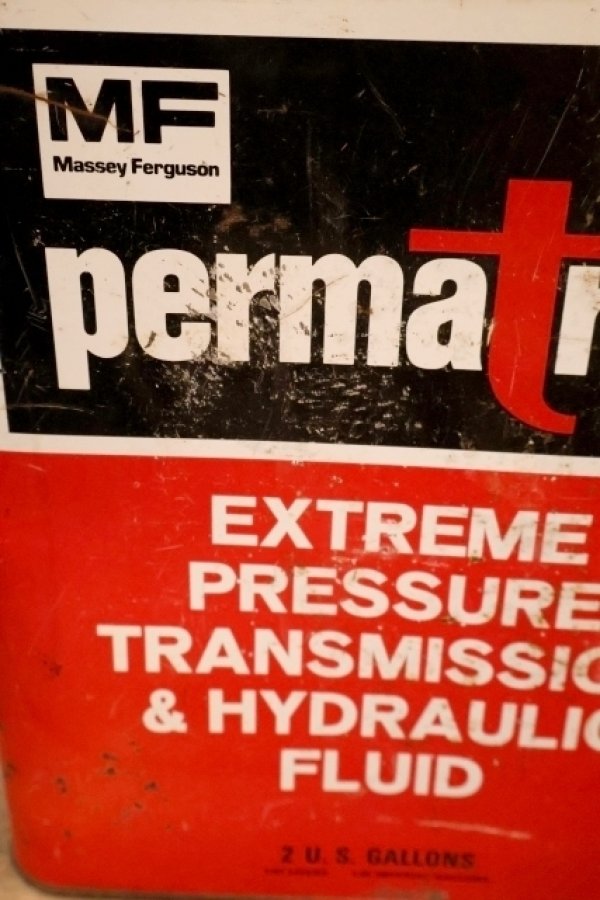 MF
Massey Ferguson
permatr
EXTREME
PRESSURE
TRANSMISSIO
& HYDRAULIC
FLUID
2 U. S. GALLONS